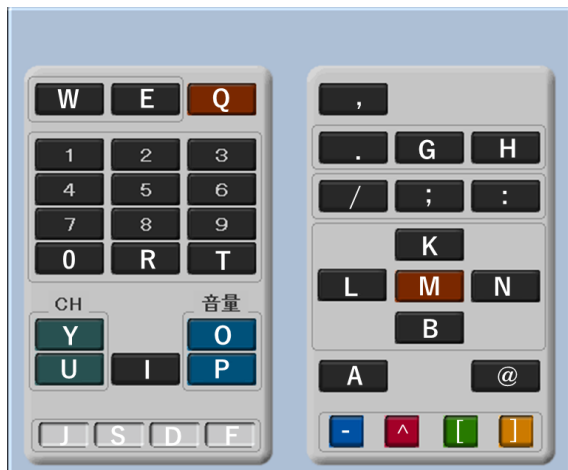 W E Q
1 2 3
4 5 6
7 8 9
0 R T
CH 音量
Y O
U I P
J S D F
,
. G H
/ ; :
K
L M N
B
A @
- ^ [ ]